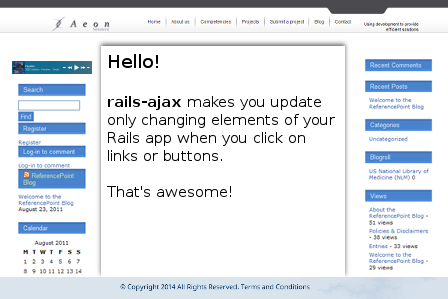 Aeon
Home About us Competencies Projects Submit a project Blog Contact
Using development to provide
efficient solution
Search
Find
Register
Register
Log-in to comment
Log-in to comment
ReferencePoint
Blog
Welcome to the
ReferencePoint Blog
August 23, 2011
Calendar
August 2011
M T W T F S S
1 2 3 4 5 6 7
8 9 10 11 12 13 14
Hello!
rails-ajax makes you update
only changing elements of your
Rails app when you click on
links or buttons.
That's awesome!
Recent Comments
Recent Posts
Welcome to the
ReferencePoint Blog
Categories
Uncategorized
Blogroll
US National Library of
Medicine (NLM) 0
Views
About the
ReferencePoint Blog -
51 views
Policies & Disclaimers
- 38 views
Entries - 33 views
Welcome to the
ReferencePoint Blog -
29 views
© Copyright 2014 All Rights Reserved. Terms and Conditions